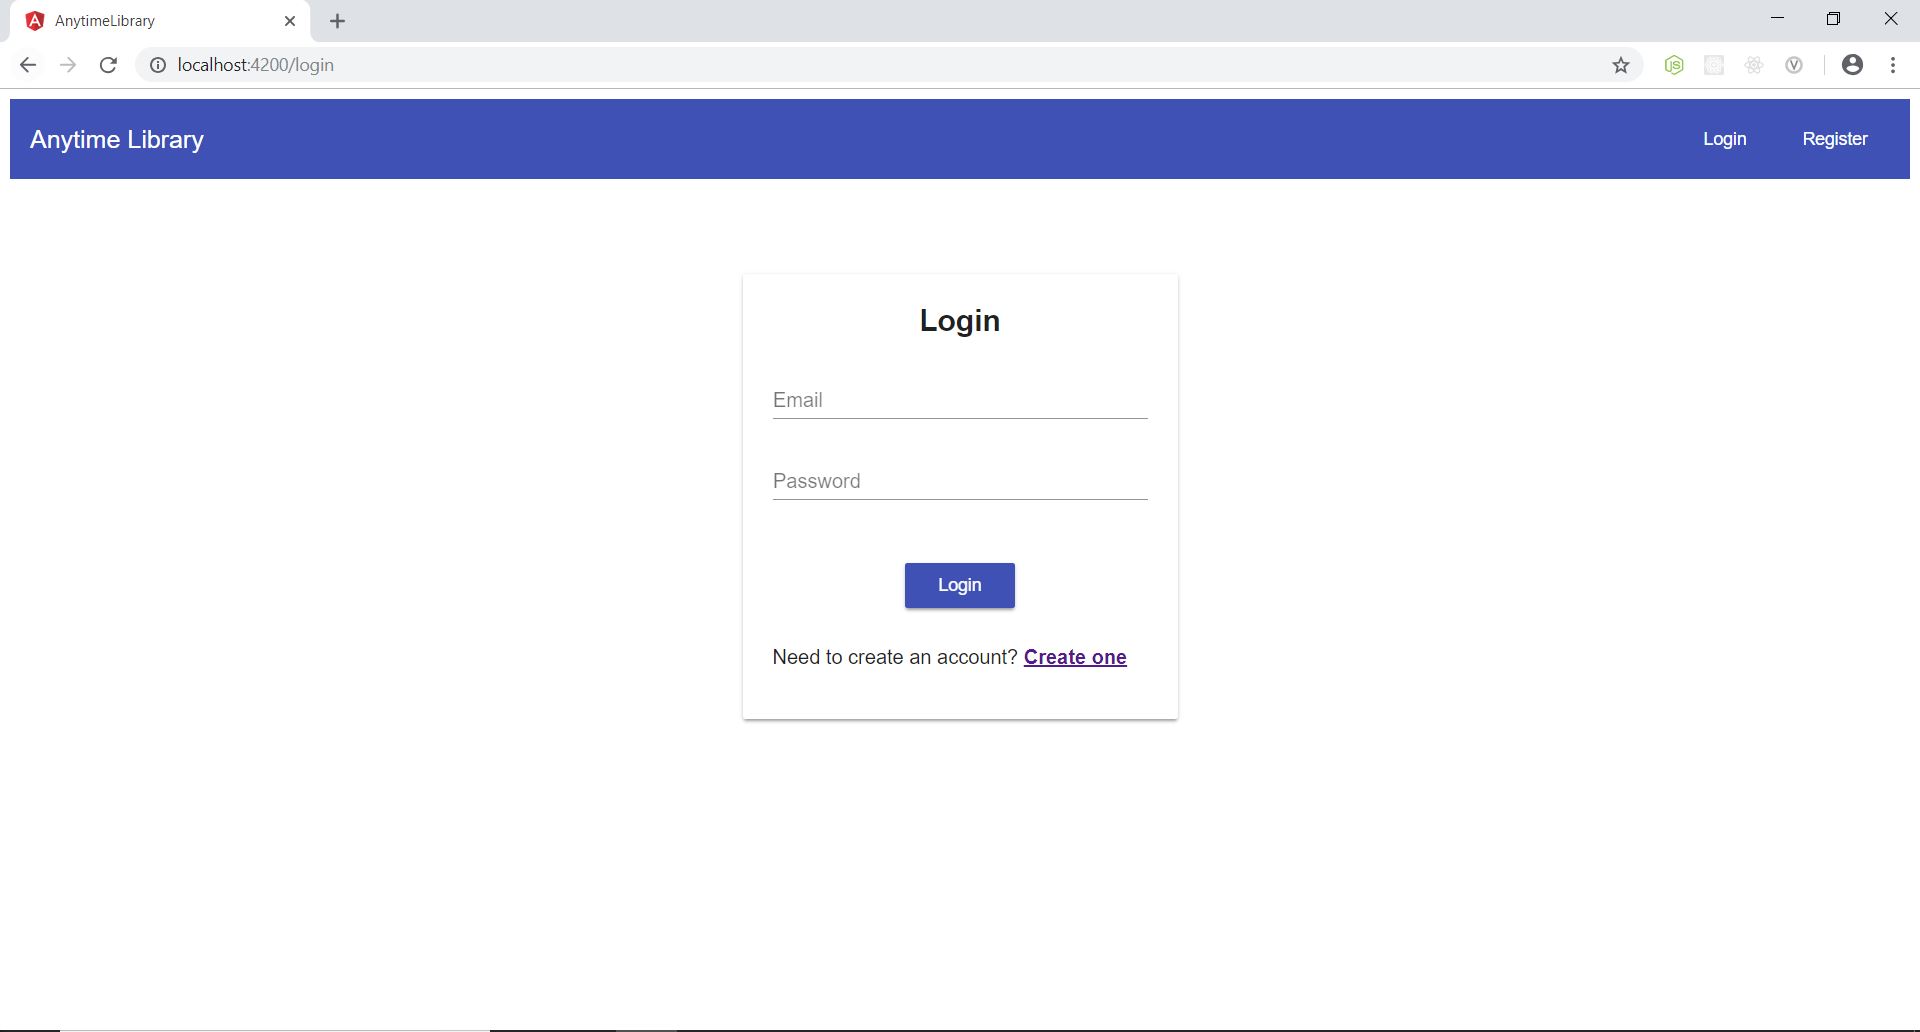 AnytimeLibrary
localhost:4200/login
Anytime Library
Login
Register
Login
Email
Password
Login
Need to create an account? Create one